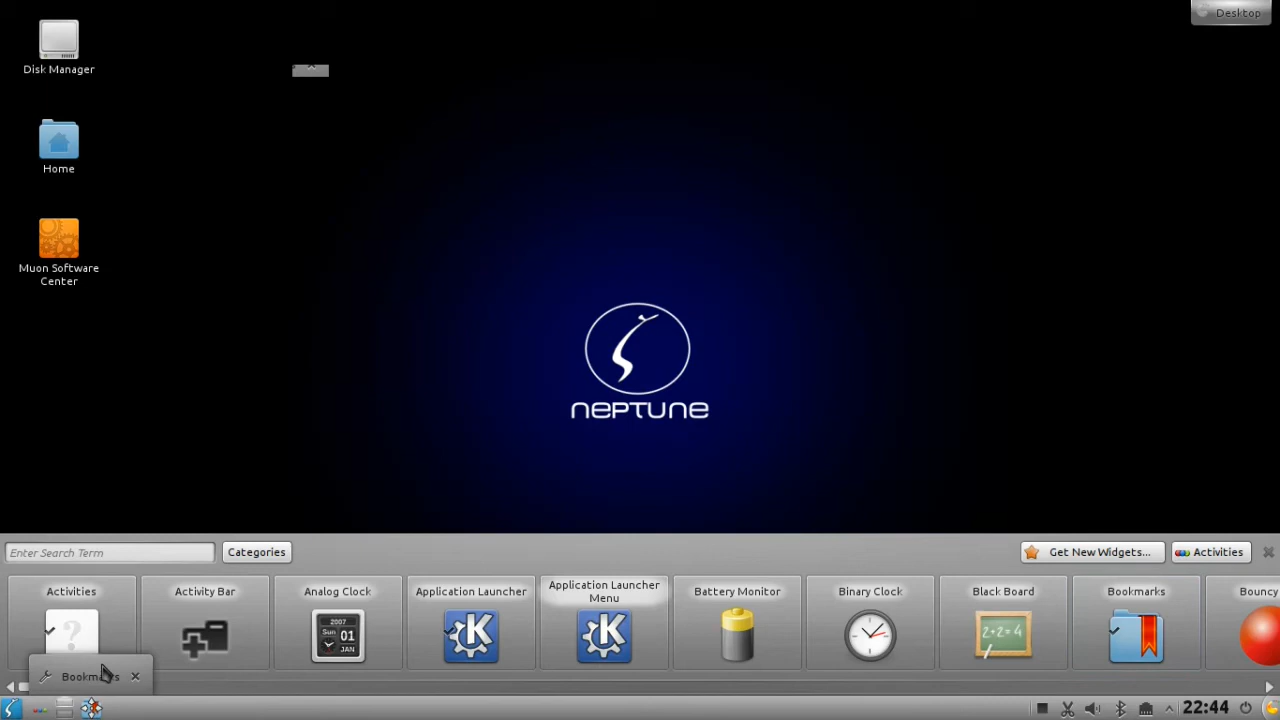 Desktop
Disk Manager
Home
Muon Software
Center
NEPTUNE
Enter Search Term
Categories
Get New Widgets...
Activities
Activities
Activity Bar
Analog Clock
2007
01
JAN
Application Launcher
Application Launcher
Menu
Battery Monitor
Binary Clock
Black Board
2+2=4
Bookmarks
Bouncy
?
K
K
Bookmarks
22:44